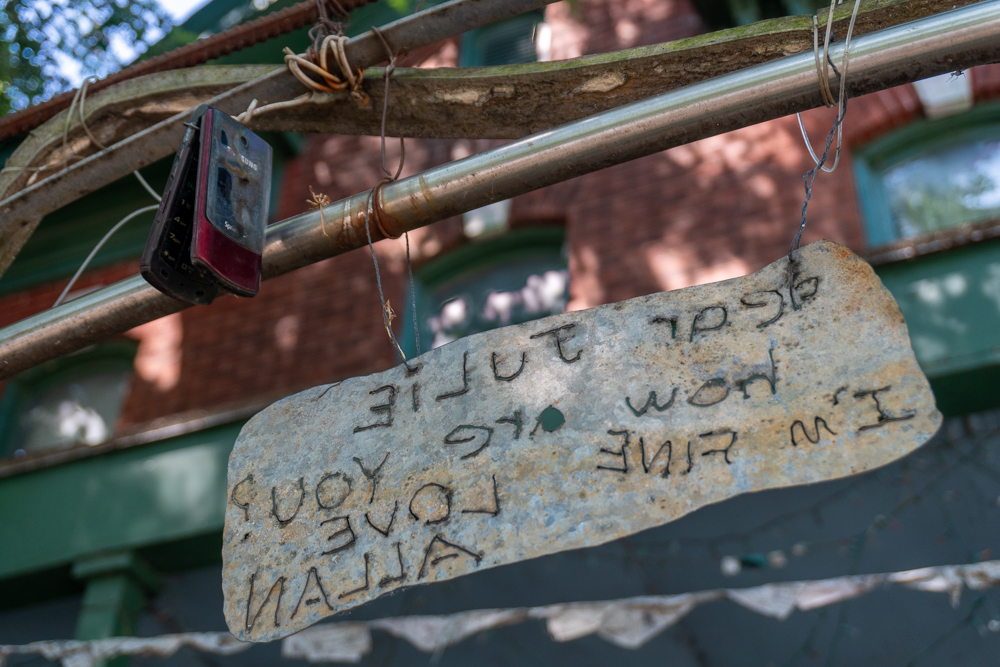 dear JULIE
how are YOU?
I'm FINE
LOVE
ALLAN